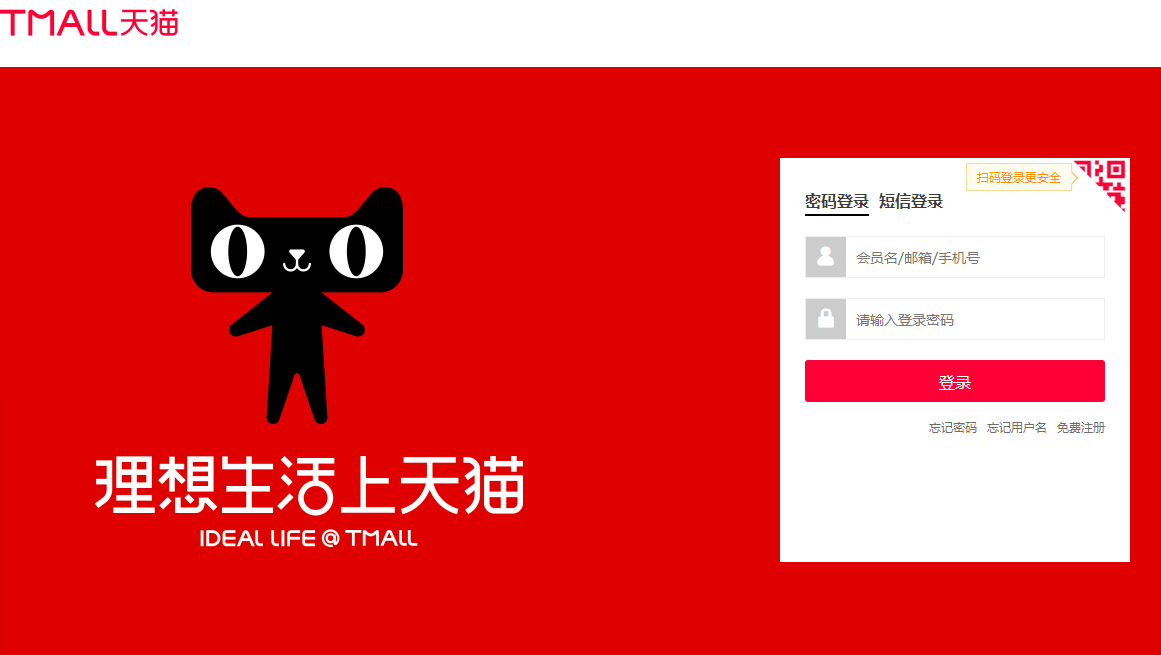 TMALL天猫
扫码登录更安全
密码登录 短信登录
会员名/邮箱/手机号
请输入登录密码
登录
忘记密码 忘记用户名 免费注册
理想生活上天猫
IDEAL LIFE @ TMALL